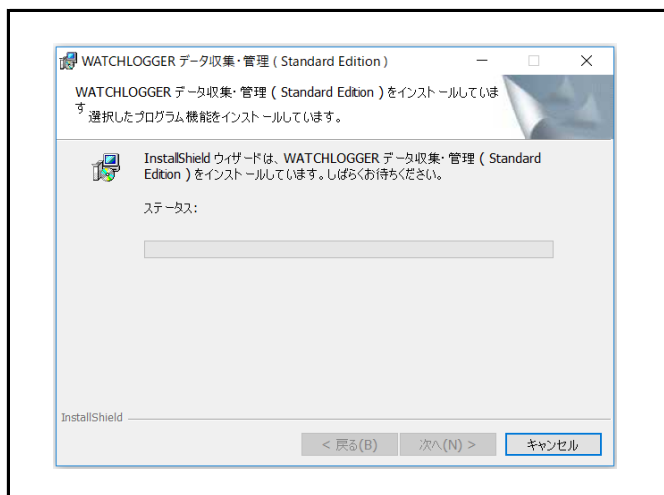 WATCHLOGGER データ収集・管理 ( Standard Edition )
WATCHLOGGER データ収集・管理 ( Standard Edition ) をインストールしていま
す
選択したプログラム機能をインストールしています。
InstallShield ウィザードは、WATCHLOGGER データ収集・管理 ( Standard
Edition ) をインストールしています。しばらくお待ちください。
ステータス:
InstallShield
< 戻る(B)
次へ(N) >
キャンセル